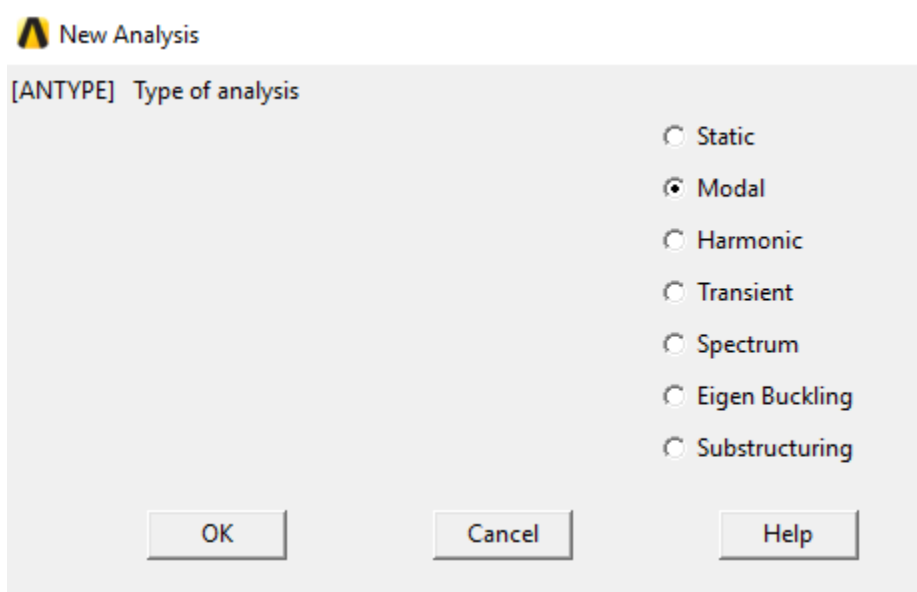 New Analysis
[ANTYPE] Type of analysis
Static
Modal
Harmonic
Transient
Spectrum
Eigen Buckling
Substructuring
OK Cancel Help